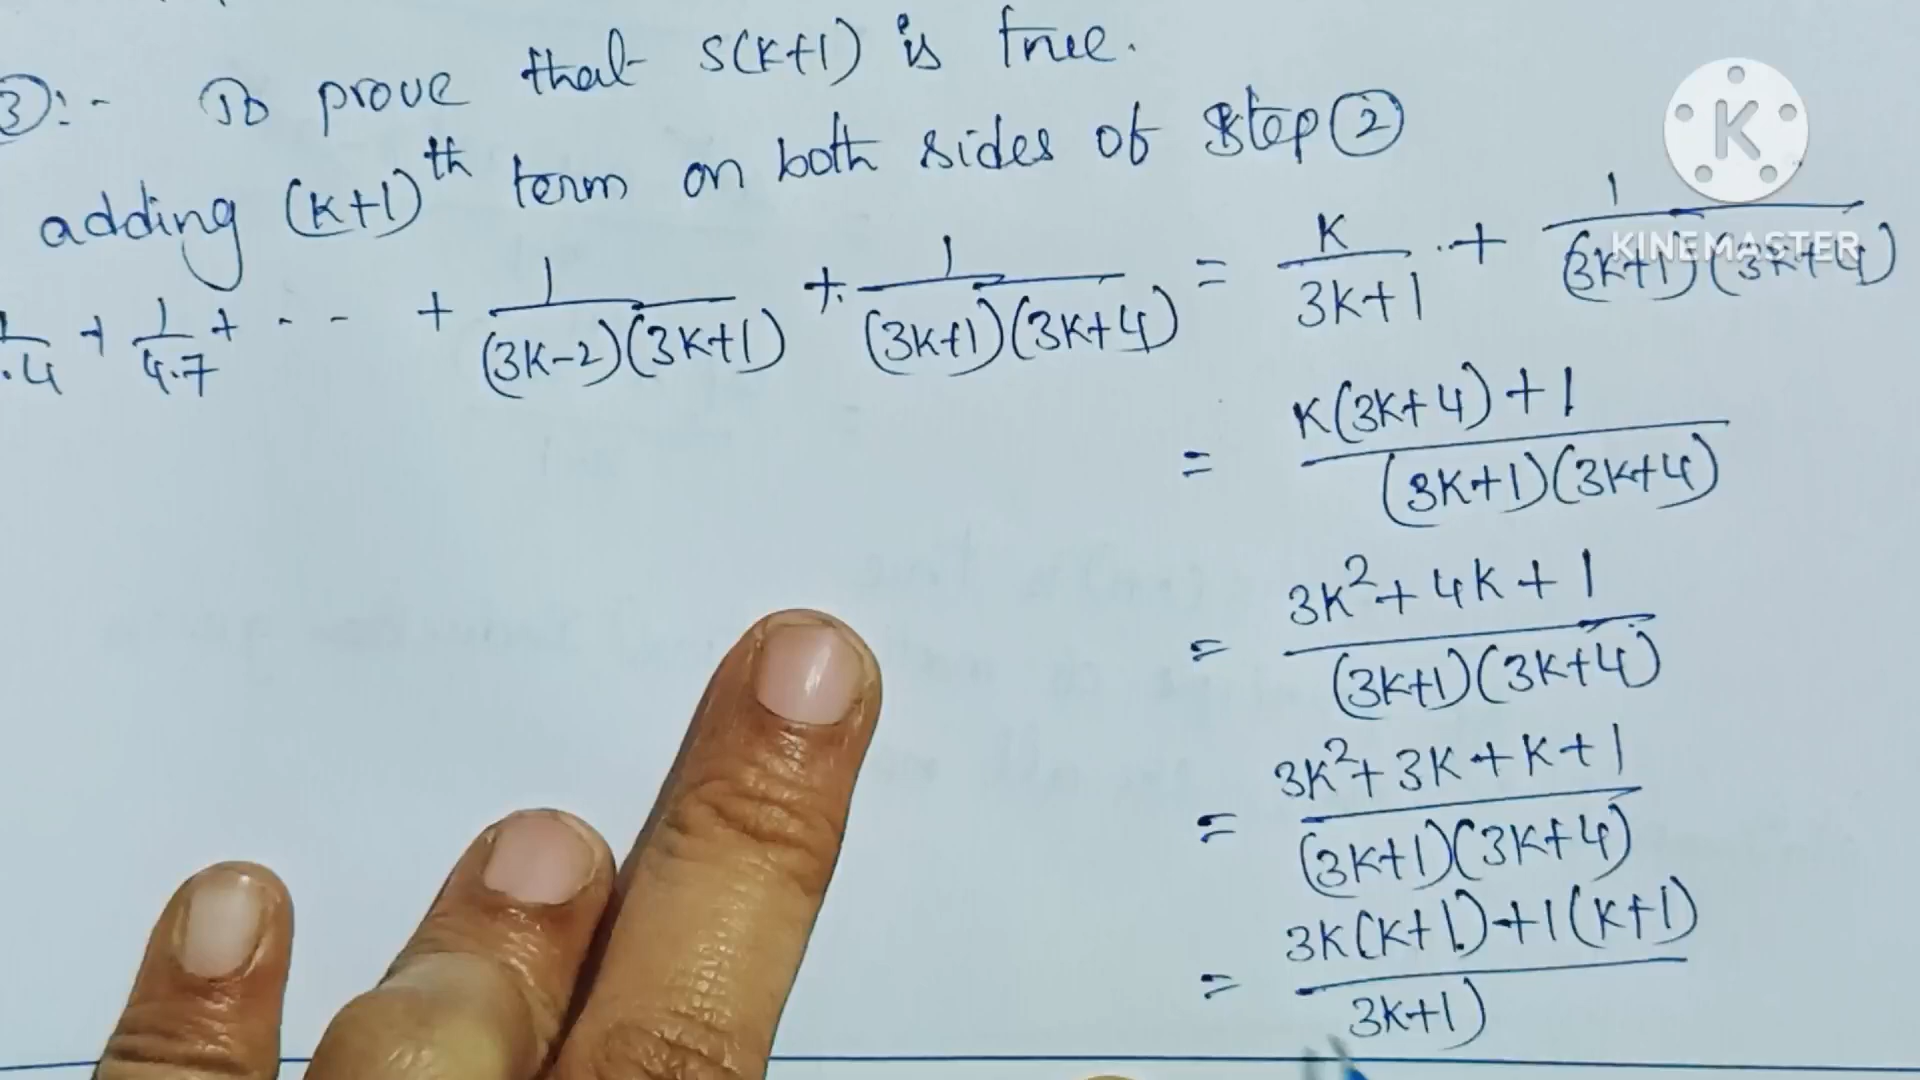 3):- To prove that S(K+1) is true.
adding (K+1)th term on both sides of Step (2)
1/.4 + 1/4.7 + - - - + 1/(3K-2)(3K+1) + 1/(3K+1)(3K+4) = K/3K+1 + 1/(3K+1)(3K+4)
= K(3K+4)+1/(3K+1)(3K+4)
= 3K²+4K+1/(3K+1)(3K+4)
= 3K²+3K+K+1/(3K+1)(3K+4)
= 3K(K+1)+1(K+1)/3K+1)
K
KINEMASTER